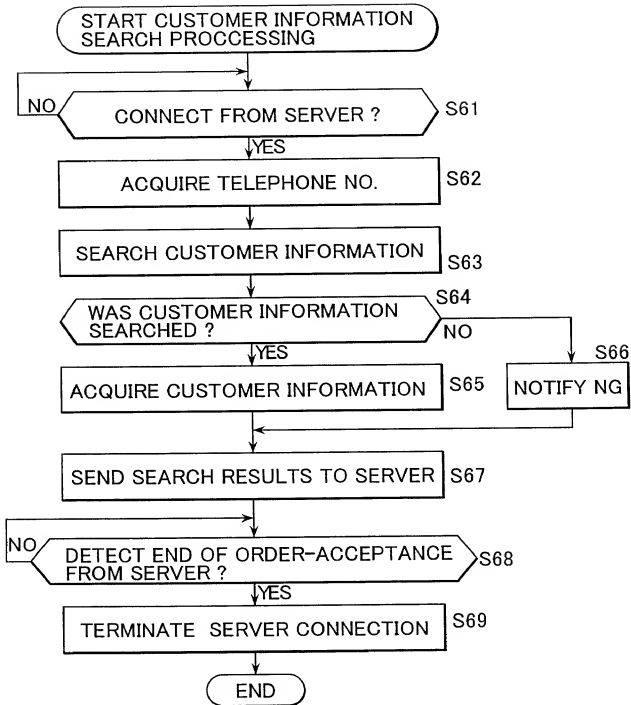 START CUSTOMER INFORMATION
SEARCH PROCCESSING
NO
CONNECT FROM SERVER ?
S61
YES
ACQUIRE TELEPHONE NO.
S62
SEARCH CUSTOMER INFORMATION
S63
S64
WAS CUSTOMER INFORMATION
SEARCHED ?
NO
YES
S66
ACQUIRE CUSTOMER INFORMATION
S65
NOTIFY NG
SEND SEARCH RESULTS TO SERVER
S67
NO
DETECT END OF ORDER-ACCEPTANCE
FROM SERVER ?
S68
YES
TERMINATE SERVER CONNECTION
S69
END